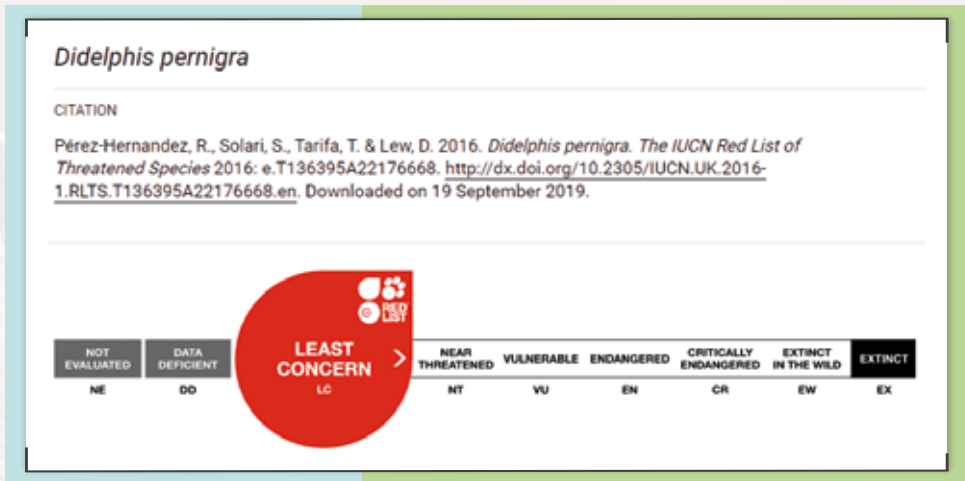 Didelphis pernigra
CITATION
Pérez-Hernandez, R., Solari, S., Tarifa, T. & Lew, D. 2016. Didelphis pernigra. The IUCN Red List of
Threatened Species 2016: e.T136395A22176668. http://dx.doi.org/10.2305/IUCN.UK.2016-
1.RLTS.T136395A22176668.en. Downloaded on 19 September 2019.
RED
LIST
NOT
EVALUATED
NE
DATA
DEFICIENT
DD
LEAST
CONCERN
LC
NEAR
THREATENED
NT
VULNERABLE
VU
ENDANGERED
EN
CRITICALLY
ENDANGERED
CR
EXTINCT
IN THE WILD
EW
EXTINCT
EX